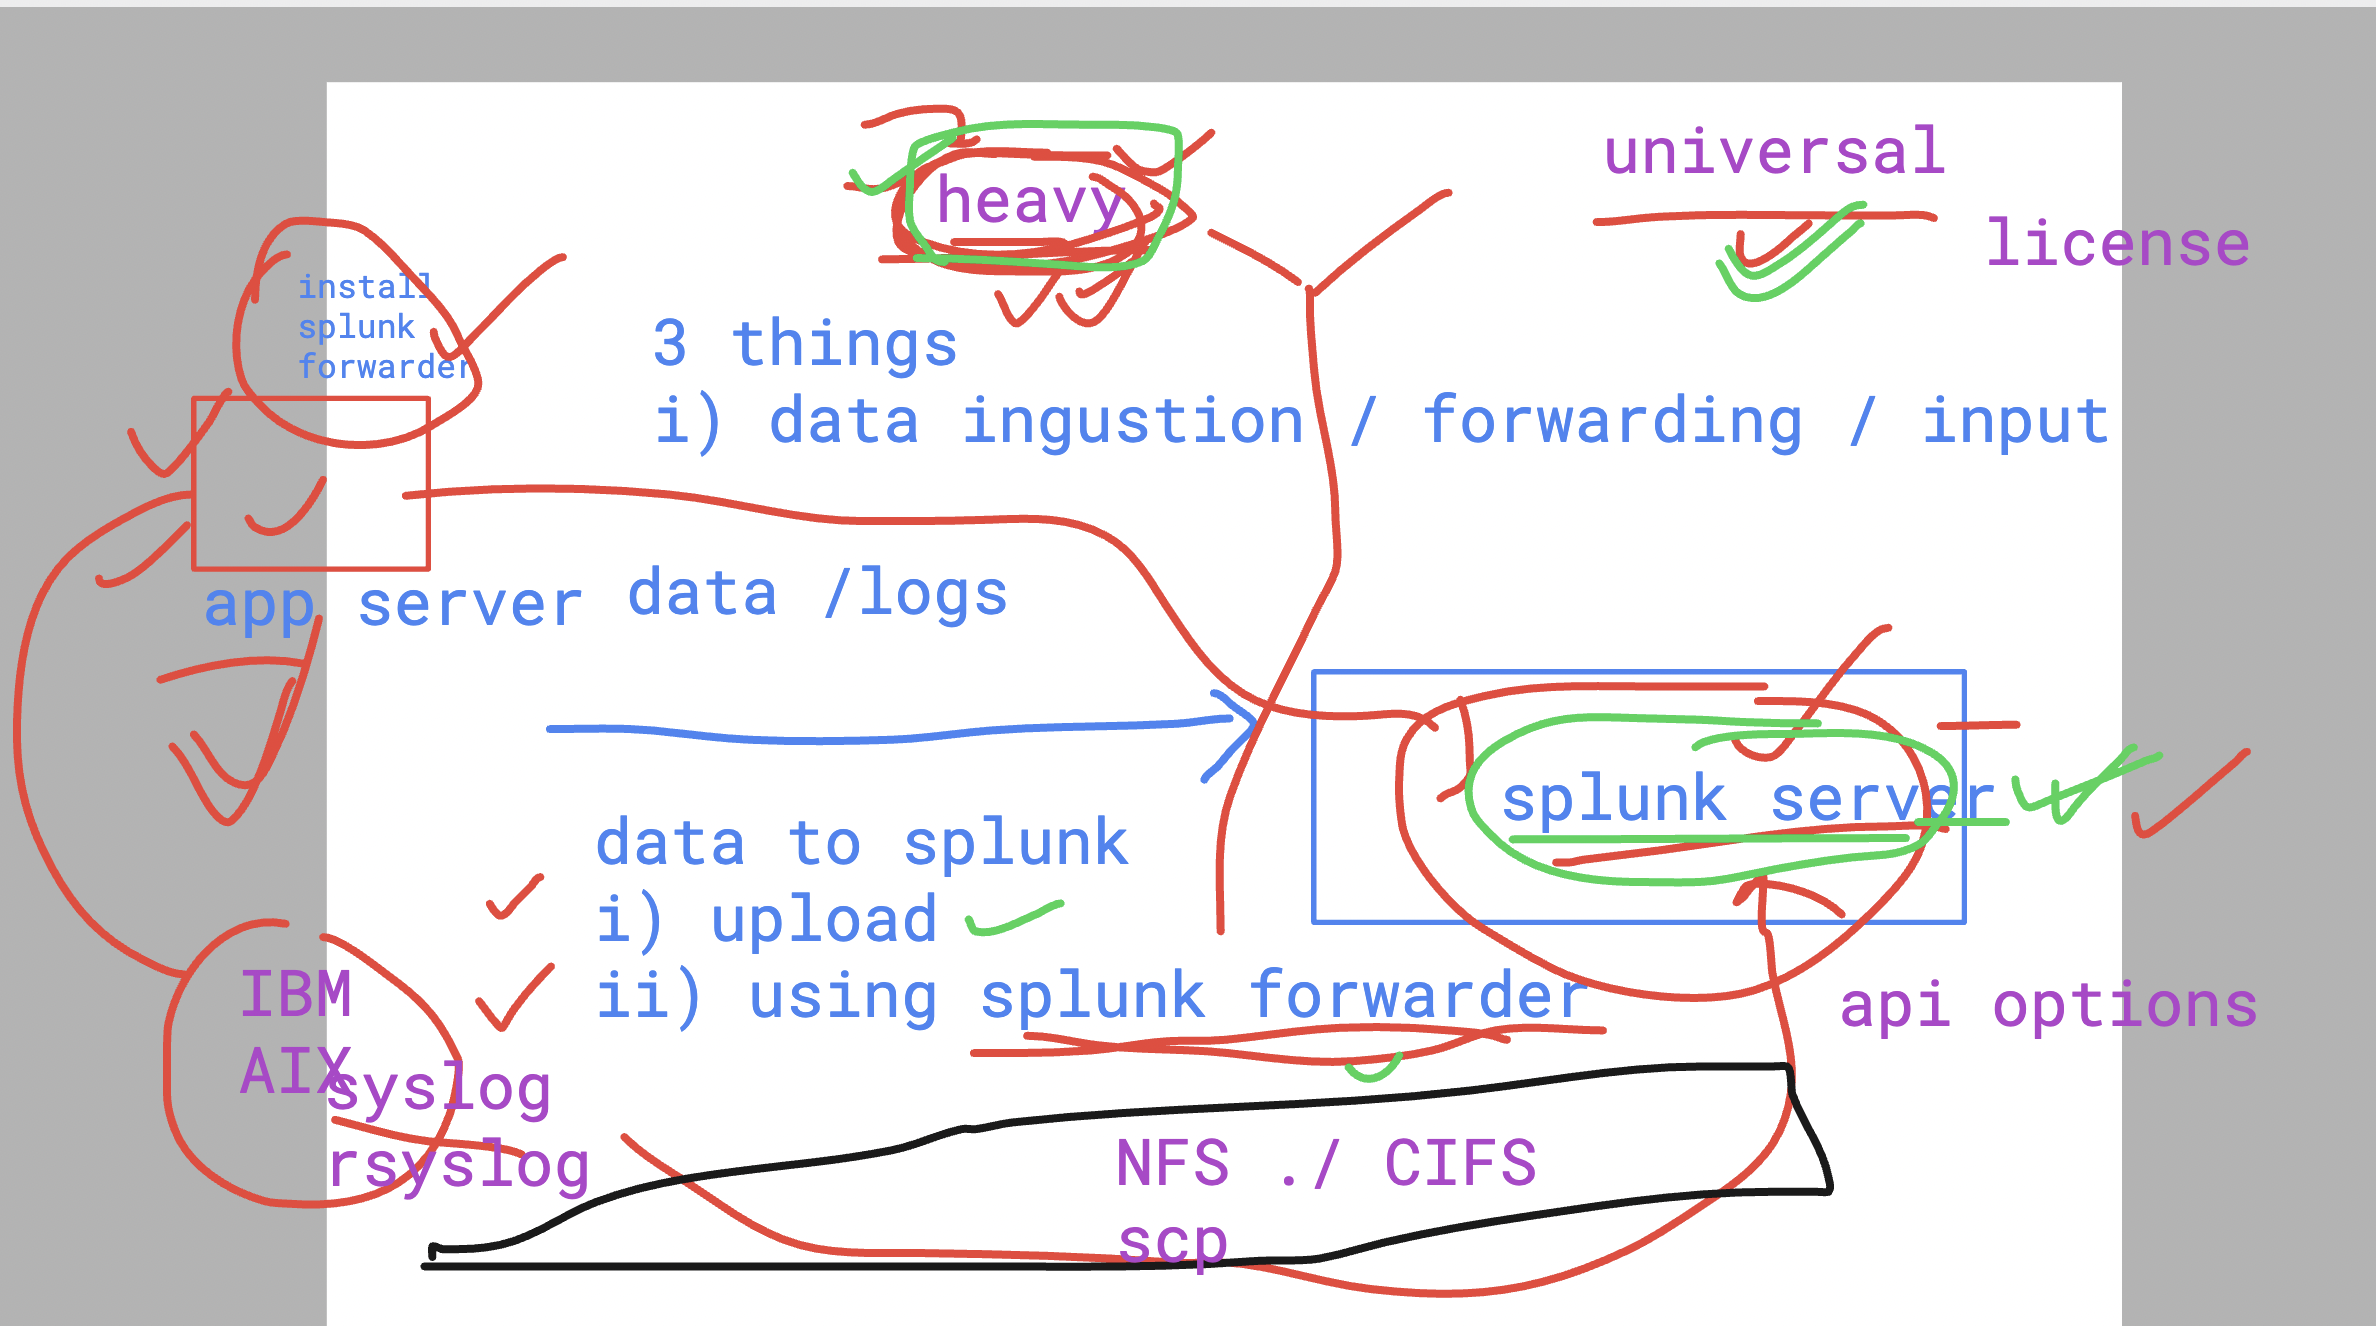 heavy
universal
license
install
splunk
forwarder
3 things
i) data ingustion / forwarding / input
app server
data /logs
splunk server
data to splunk
i) upload
ii) using splunk forwarder
IBM
AIX
api options
syslog
rsyslog
NFS ./ CIFS
scp